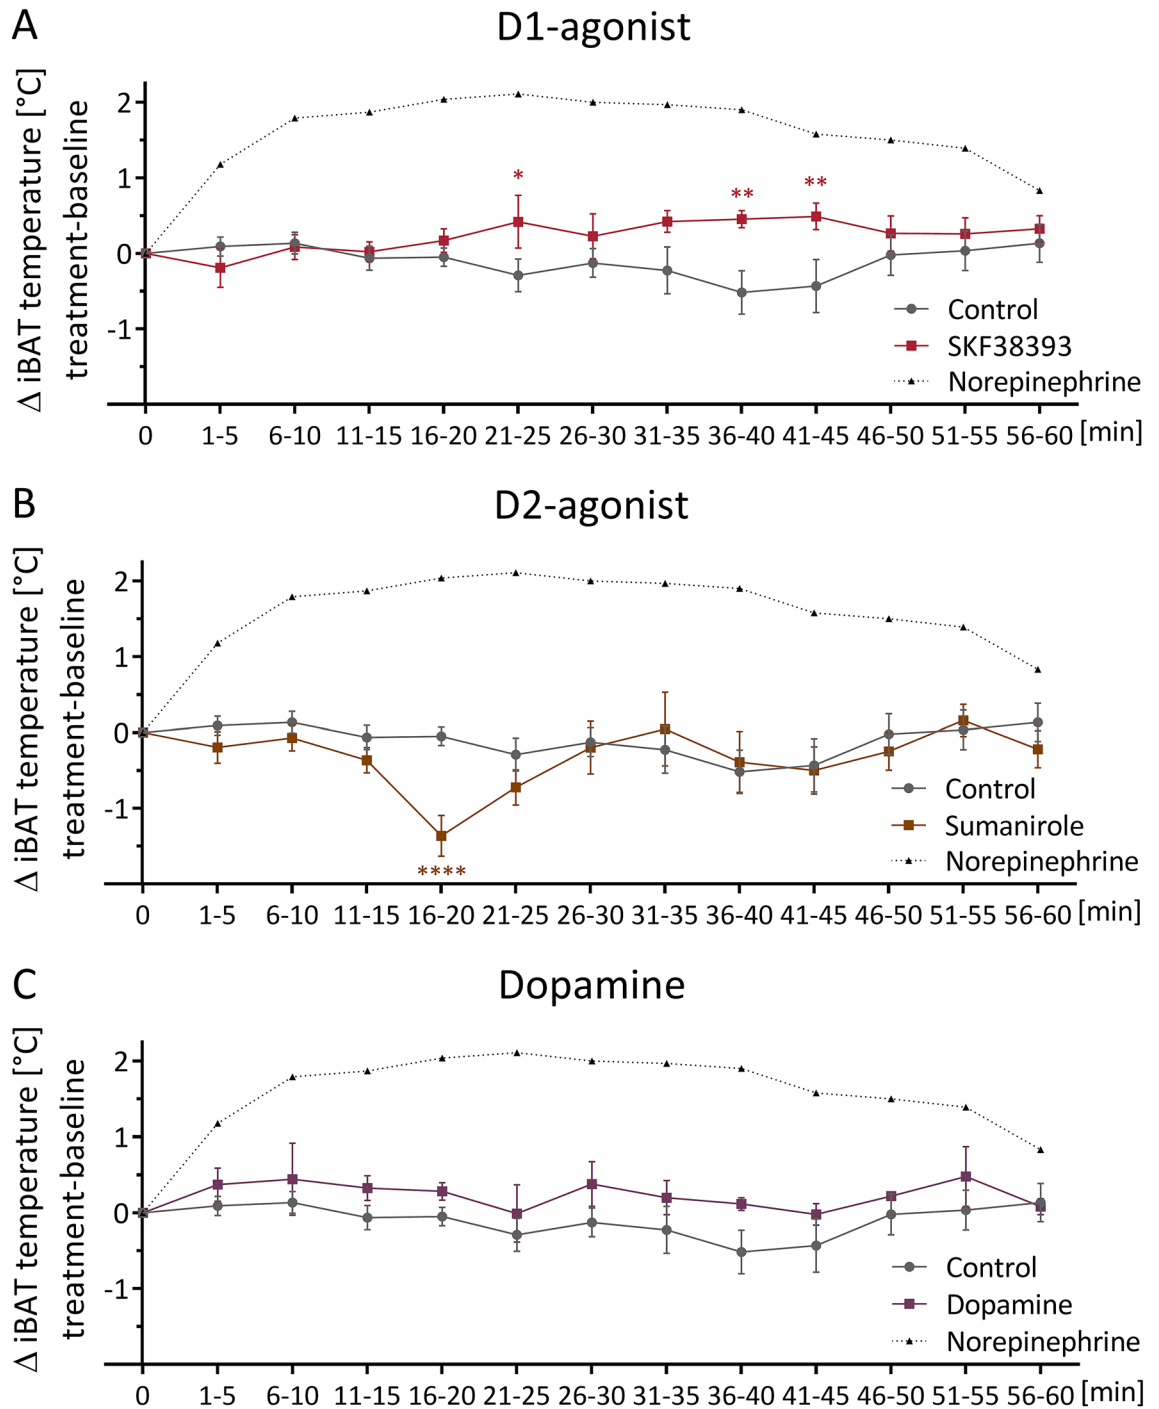 A
D1-agonist
Δ iBAT temperature [°C]
treatment-baseline
2
1
0
-1
*
**
**
Control
SKF38393
Norepinephrine
0 1-5 6-10 11-15 16-20 21-25 26-30 31-35 36-40 41-45 46-50 51-55 56-60 [min]
B
D2-agonist
Δ iBAT temperature [°C]
treatment-baseline
2
1
0
-1
****
Control
Sumanirole
Norepinephrine
0 1-5 6-10 11-15 16-20 21-25 26-30 31-35 36-40 41-45 46-50 51-55 56-60 [min]
C
Dopamine
Δ iBAT temperature [°C]
treatment-baseline
2
1
0
-1
Control
Dopamine
Norepinephrine
0 1-5 6-10 11-15 16-20 21-25 26-30 31-35 36-40 41-45 46-50 51-55 56-60 [min]